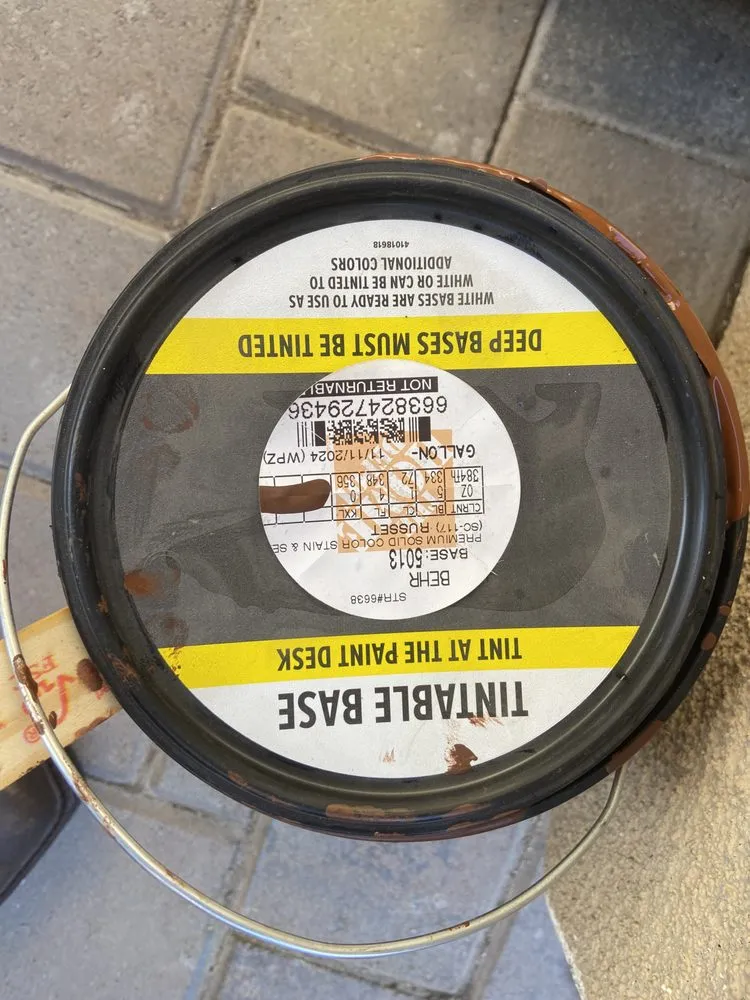 TINTABLE BASE
TINT AT THE PAINT DESK
STR#6638
BEHR
BASE:5013
PREMIUM SOLID COLOR STAIN & SE
(SC-117) RUSSET
CLRNT BL CL FL KXL
OZ 5 4 0
384th 334 72 348 356
GALLON- 11/11/2024 (WPZ)
663824729436
NOT RETURNABL
DEEP BASES MUST BE TINTED
WHITE BASES ARE READY TO USE AS
WHITE OR CAN BE TINTED TO
ADDITIONAL COLORS
41018618